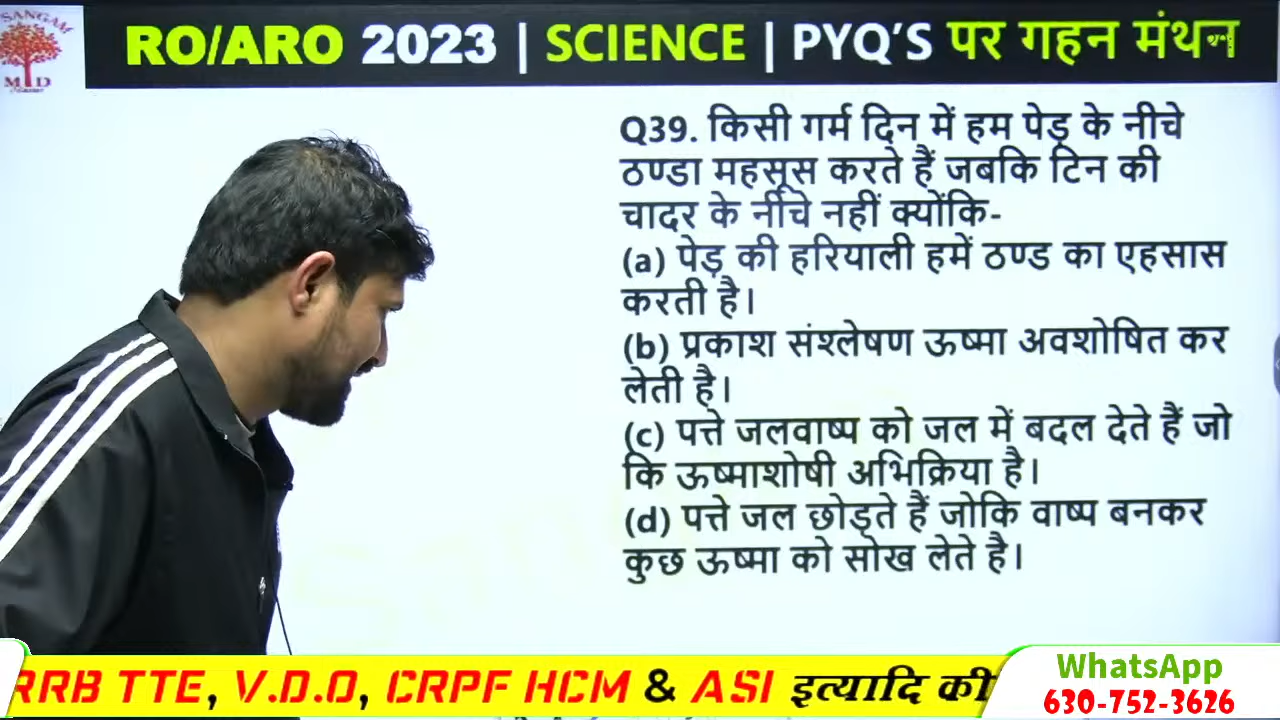 SANGAM
M D
RO/ARO 2023 | SCIENCE | PYQ'S पर गहन मंथन
Q39. किसी गर्म दिन में हम पेड़ के नीचे
ठण्डा महसूस करते हैं जबकि टिन की
चादर के नीचे नहीं क्योंकि-
(a) पेड़ की हरियाली हमें ठण्ड का एहसास
करती है।
(b) प्रकाश संश्लेषण ऊष्मा अवशोषित कर
लेती है।
(c) पत्ते जलवाष्प को जल में बदल देते हैं जो
कि ऊष्माशोषी अभिक्रिया है।
(d) पत्ते जल छोड़ते हैं जोकि वाष्प बनकर
कुछ ऊष्मा को सोख लेते है।
RRB TTE, V.D.O, CRPF HCM & ASI इत्यादि की
WhatsApp
630-752-3626